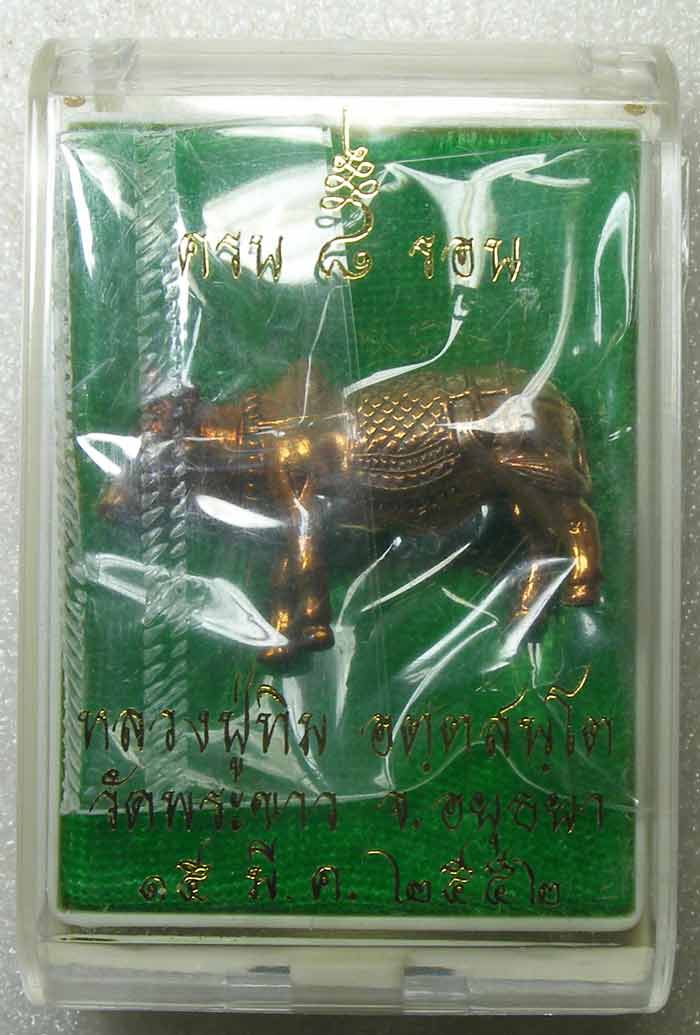 ครบ ๘ รอบ
หลวงปู่ทิม อตฺตสนฺโต
วัดพระขาว จ.อยุธยา
๑๕ มี.ค. ๒๕๕๒